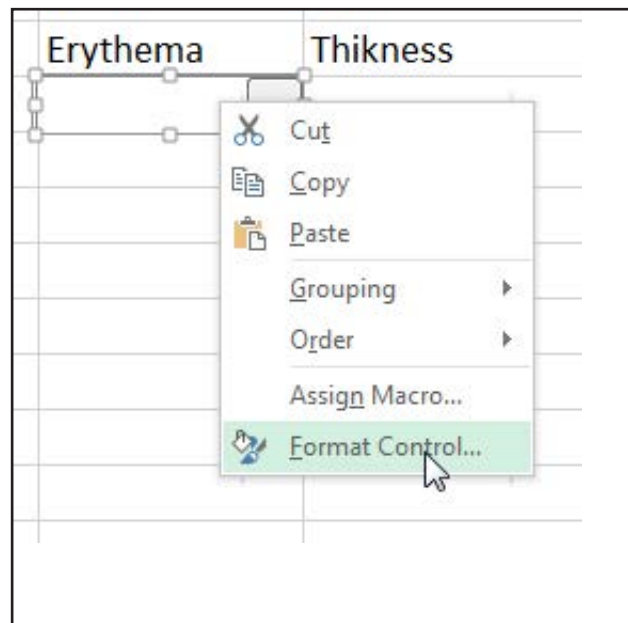 Erythema Thikness
Cut
Copy
Paste
Grouping
Order
Assign Macro...
Format Control...